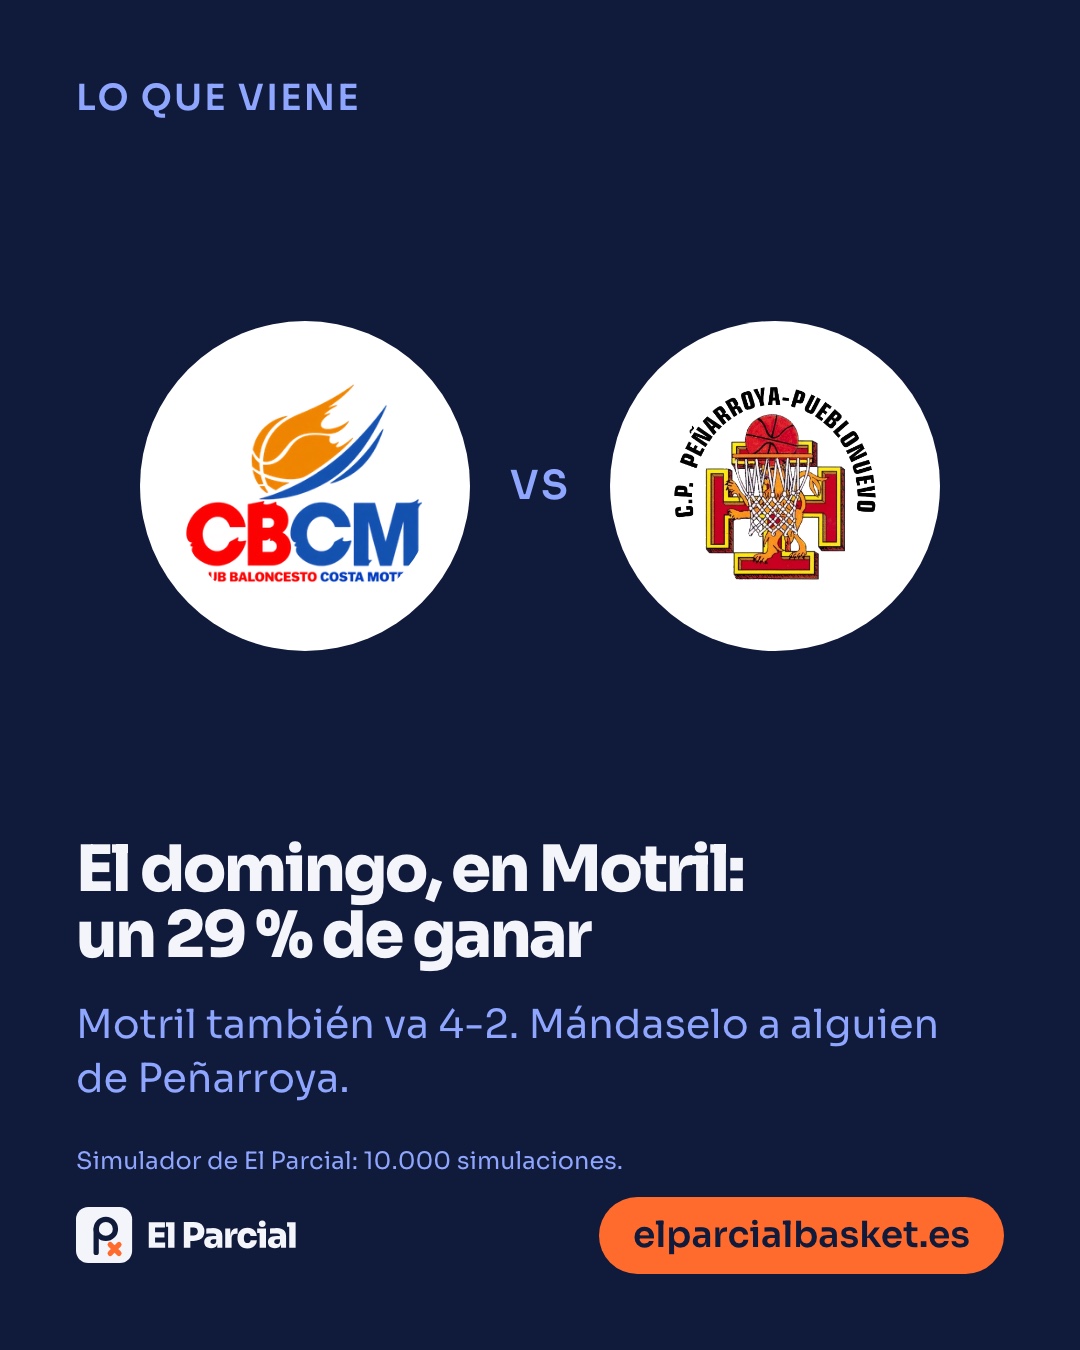 LO QUE VIENE
CBCM
UB BALONCESTO COSTA MOT
VS
C.P. PEÑARROYA-PUEBLONUEVO
El domingo, en Motril:
un 29 % de ganar
Motril también va 4-2. Mándaselo a alguien
de Peñarroya.
Simulador de El Parcial: 10.000 simulaciones.
El Parcial
elparcialbasket.es